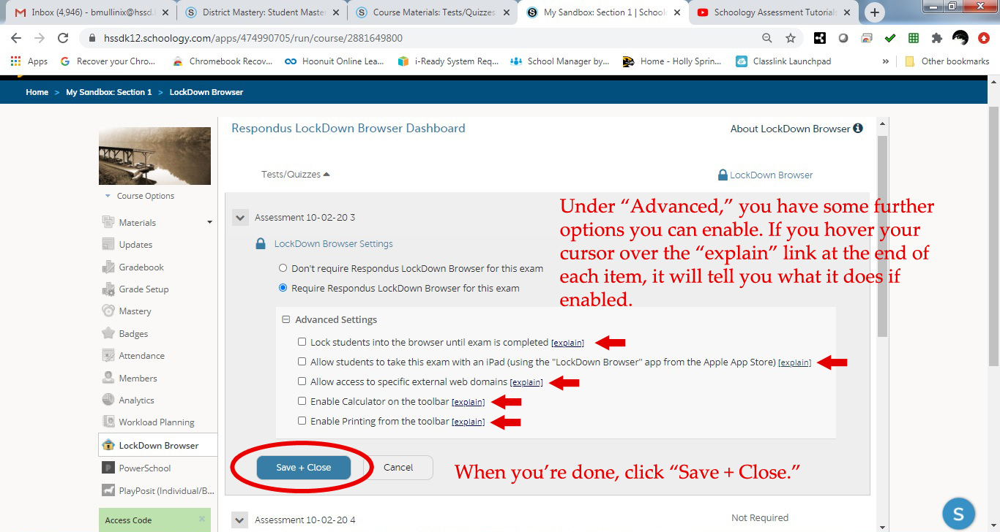 Inbox (4,946) - bmullinix@hssd.
District Mastery: Student Master
Course Materials: Tests/Quizzes
My Sandbox: Section 1 | Schoolo
Schoology Assessment Tutorials
hssdk12.schoology.com/apps/474990705/run/course/2881649800
Apps
Recover your Chro...
Chromebook Recov...
Hoonuit Online Lea...
i-Ready System Req...
School Manager by...
Home - Holly Sprin...
Classlink Launchpad
»
Other bookmarks
Home > My Sandbox: Section 1 > LockDown Browser
Course Options
Materials
Updates
Gradebook
Grade Setup
Mastery
Badges
Attendance
Members
Analytics
Workload Planning
LockDown Browser
PowerSchool
PlayPosit (Individual/B...
Access Code
Respondus LockDown Browser Dashboard
About LockDown Browser
Tests/Quizzes
LockDown Browser
Assessment 10-02-20 3
LockDown Browser Settings
Don't require Respondus LockDown Browser for this exam
Require Respondus LockDown Browser for this exam
Under “Advanced,” you have some further
options you can enable. If you hover your
cursor over the “explain” link at the end of
each item, it will tell you what it does if
enabled.
Advanced Settings
Lock students into the browser until exam is completed [explain]
Allow students to take this exam with an iPad (using the "LockDown Browser" app from the Apple App Store) [explain]
Allow access to specific external web domains [explain]
Enable Calculator on the toolbar [explain]
Enable Printing from the toolbar [explain]
Save + Close
Cancel
When you’re done, click “Save + Close.”
Assessment 10-02-20 4
Not Required
S